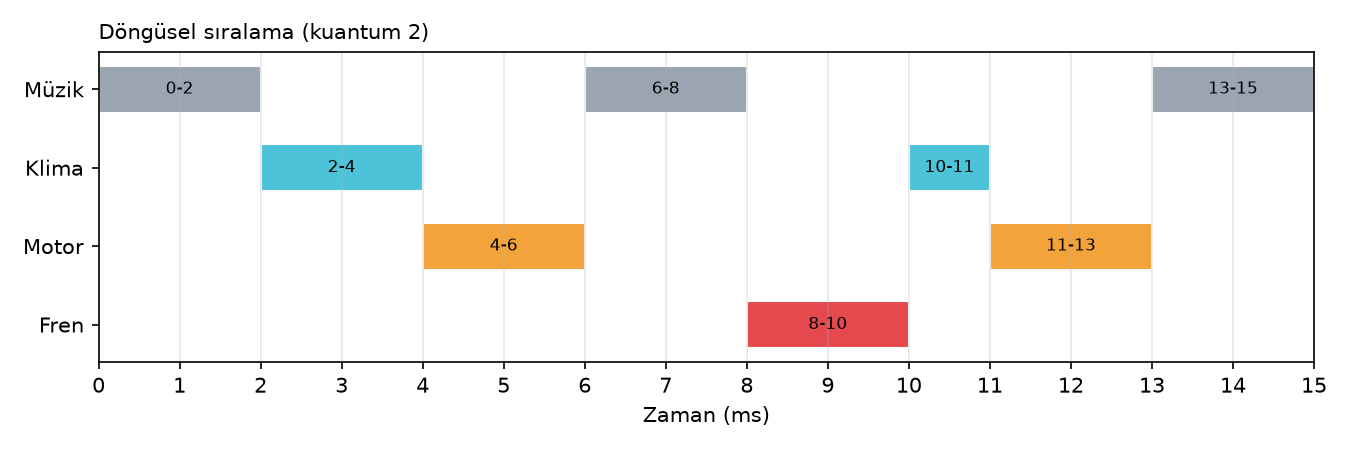 Döngüsel sıralama (kuantum 2)
Müzik 0-2 6-8 13-15
Klima 2-4 10-11
Motor 4-6 11-13
Fren 8-10
0 1 2 3 4 5 6 7 8 9 10 11 12 13 14 15
Zaman (ms)